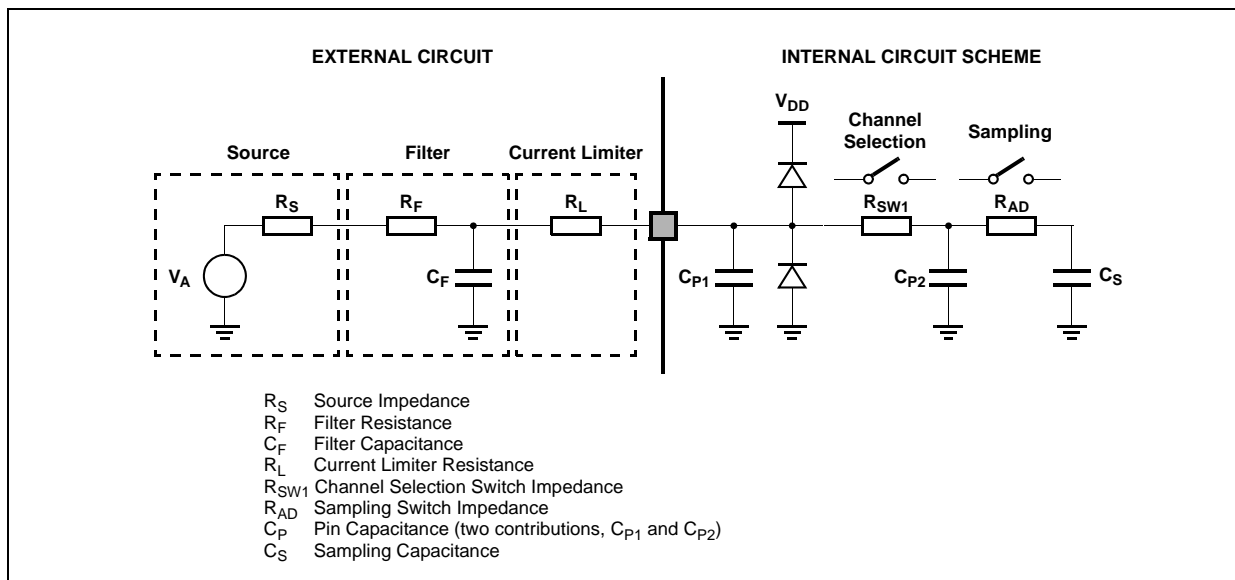 EXTERNAL CIRCUIT
INTERNAL CIRCUIT SCHEME
VDD
Channel
Selection
Sampling
Source
Filter
Current Limiter
RS
RF
RL
RSW1
RAD
VA
CF
CP1
CP2
CS
RS Source Impedance
RF Filter Resistance
CF Filter Capacitance
RL Current Limiter Resistance
RSW1 Channel Selection Switch Impedance
RAD Sampling Switch Impedance
CP Pin Capacitance (two contributions, CP1 and CP2)
CS Sampling Capacitance